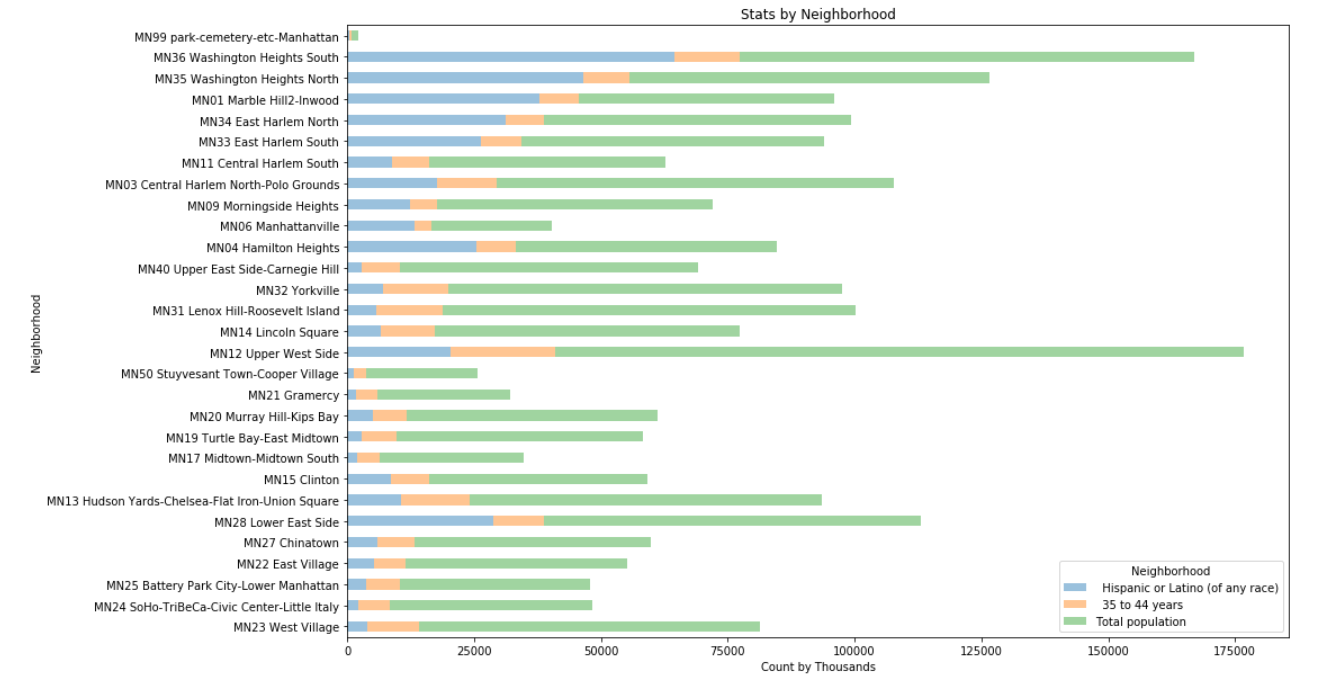 Stats by Neighborhood
MN99 park-cemetery-etc-Manhattan
MN36 Washington Heights South
MN35 Washington Heights North
MN01 Marble Hill2-Inwood
MN34 East Harlem North
MN33 East Harlem South
MN11 Central Harlem South
MN03 Central Harlem North-Polo Grounds
MN09 Morningside Heights
MN06 Manhattanville
MN04 Hamilton Heights
MN40 Upper East Side-Carnegie Hill
MN32 Yorkville
MN31 Lenox Hill-Roosevelt Island
MN14 Lincoln Square
MN12 Upper West Side
MN50 Stuyvesant Town-Cooper Village
MN21 Gramercy
MN20 Murray Hill-Kips Bay
MN19 Turtle Bay-East Midtown
MN17 Midtown-Midtown South
MN15 Clinton
MN13 Hudson Yards-Chelsea-Flat Iron-Union Square
MN28 Lower East Side
MN27 Chinatown
MN22 East Village
MN25 Battery Park City-Lower Manhattan
MN24 SoHo-TriBeCa-Civic Center-Little Italy
MN23 West Village
Neighborhood
0 25000 50000 75000 100000 125000 150000 175000
Count by Thousands
Neighborhood
Hispanic or Latino (of any race)
35 to 44 years
Total population